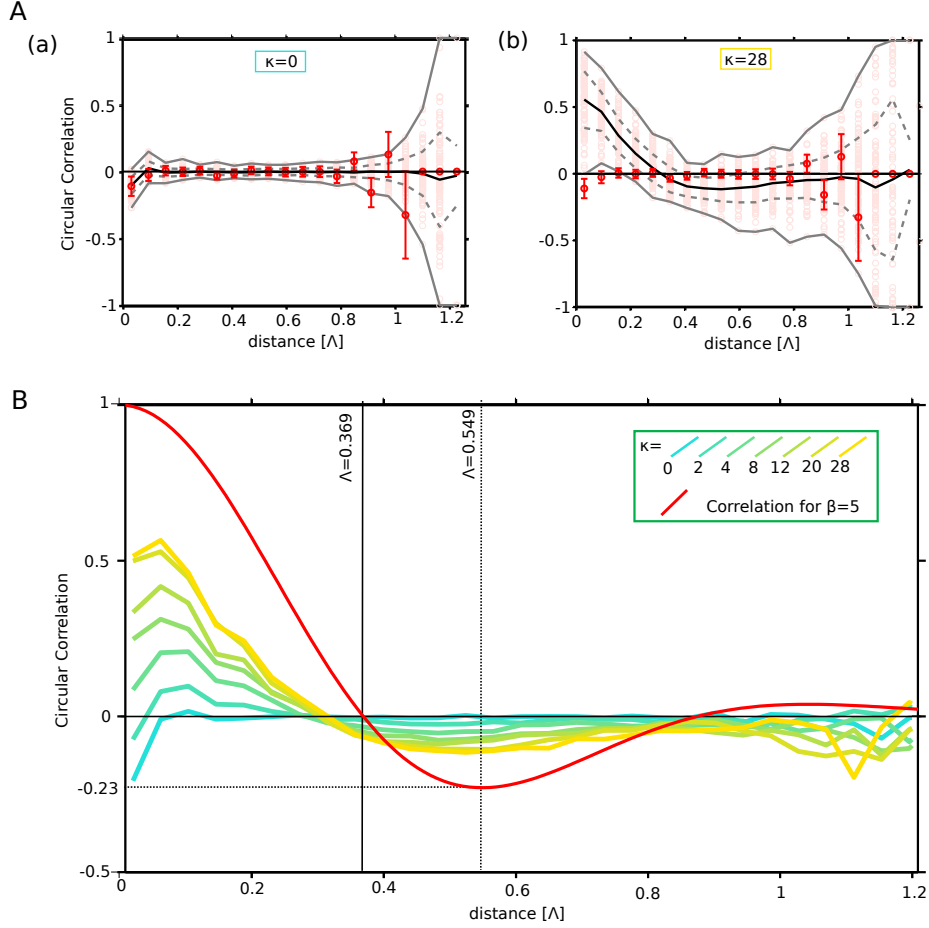 A
(a)
κ=0
Circular Correlation
1
0.5
0
-0.5
-1
0
0.2
0.4
0.6
0.8
1
1.2
distance [Λ]
(b)
κ=28
1
0.5
0
-0.5
-1
0
0.2
0.4
0.6
0.8
1
1.2
distance [Λ]
B
Circular Correlation
1
0.5
0
-0.23
-0.5
Λ=0.369
Λ=0.549
κ=
0 2 4 8 12 20 28
Correlation for β=5
0
0.2
0.4
0.6
0.8
1
1.2
distance [Λ]